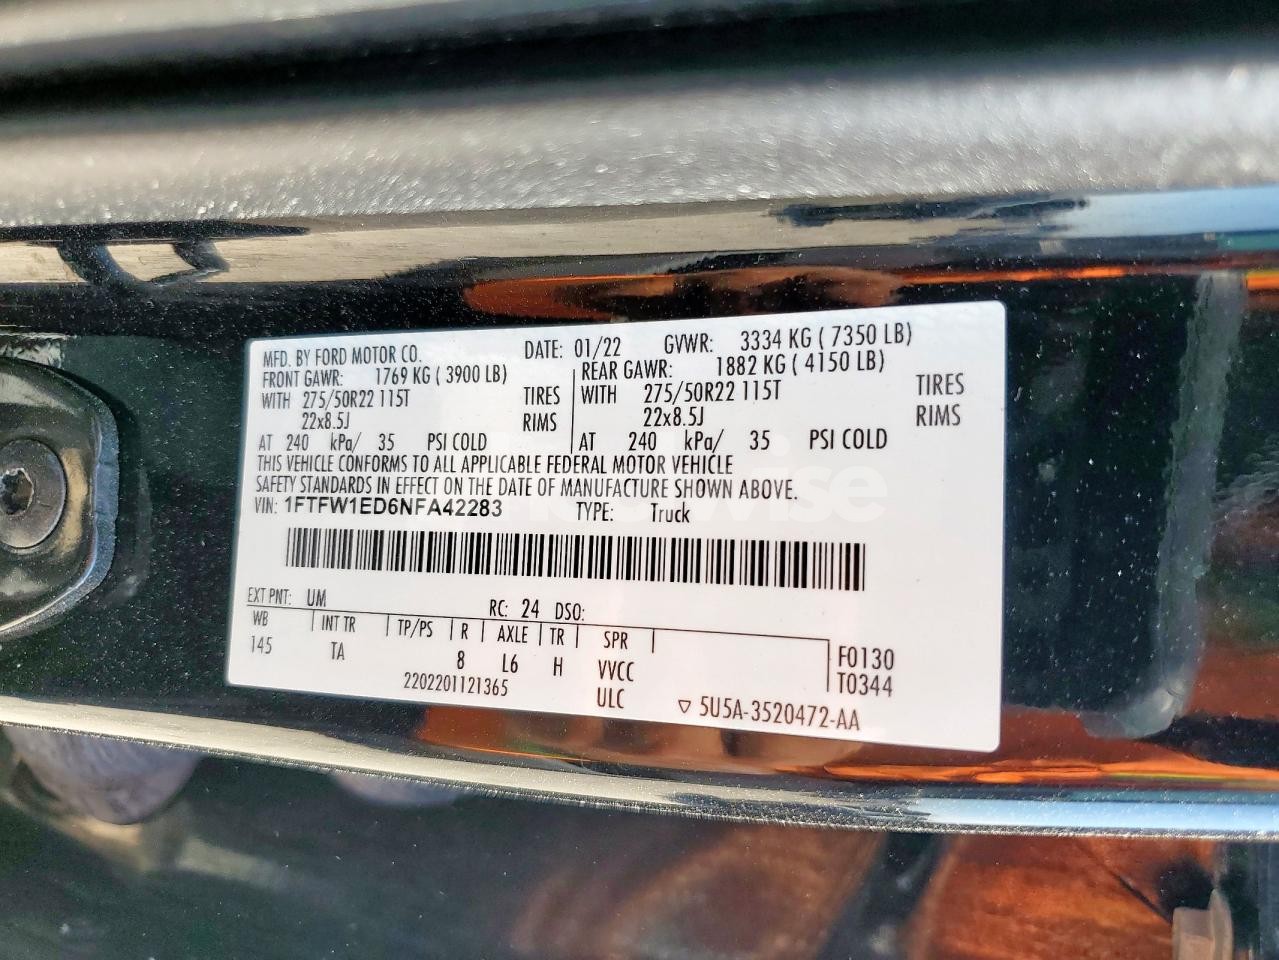 MFD. BY FORD MOTOR CO. DATE: 01/22 GVWR: 3334 KG ( 7350 LB)
FRONT GAWR: 1769 KG ( 3900 LB) REAR GAWR: 1882 KG ( 4150 LB)
WITH 275/50R22 115T TIRES WITH 275/50R22 115T TIRES
22x8.5J RIMS 22x8.5J RIMS
AT 240 kPa/ 35 PSI COLD AT 240 kPa/ 35 PSI COLD
THIS VEHICLE CONFORMS TO ALL APPLICABLE FEDERAL MOTOR VEHICLE
SAFETY STANDARDS IN EFFECT ON THE DATE OF MANUFACTURE SHOWN ABOVE.
VIN: 1FTFW1ED6NFA42283 TYPE: Truck
EXT PNT: UM RC: 24 DSO:
WB INT TR TP/PS R AXLE TR SPR
145 TA 8 L6 H VVCC F0130
2202201121365 ULC T0344
▽ 5U5A-3520472-AA